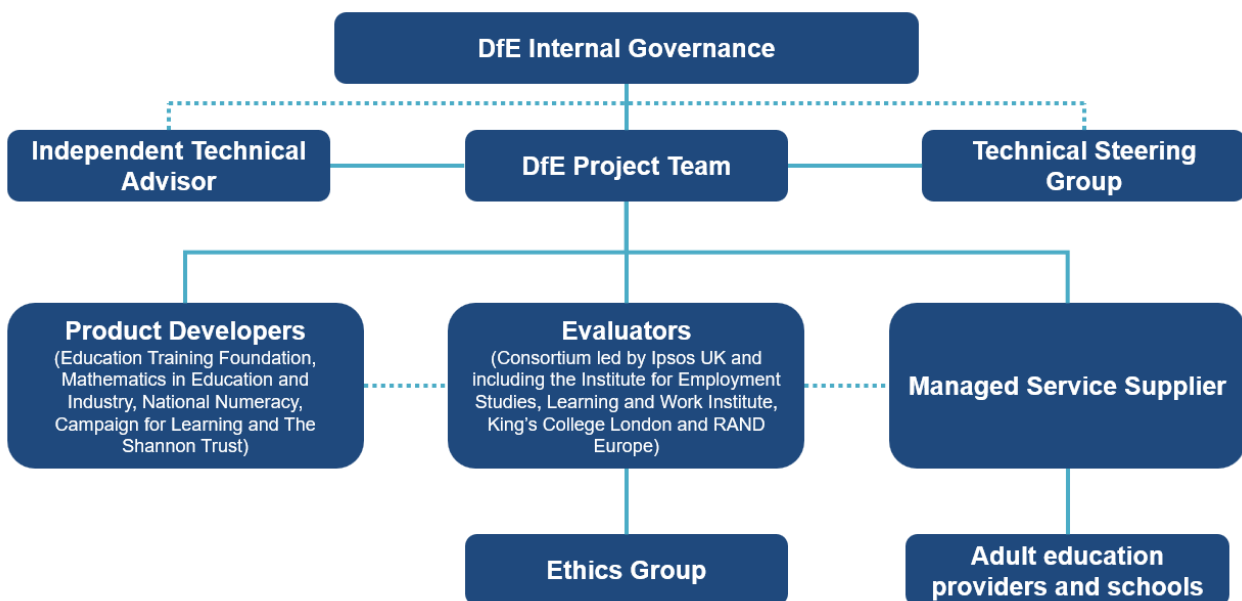 DfE Internal Governance
Independent Technical
Advisor
DfE Project Team
Technical Steering
Group
Product Developers
(Education Training Foundation,
Mathematics in Education and
Industry, National Numeracy,
Campaign for Learning and The
Shannon Trust)
Evaluators
(Consortium led by Ipsos UK and
including the Institute for Employment
Studies, Learning and Work Institute,
King's College London and RAND
Europe)
Managed Service Supplier
Ethics Group
Adult education
providers and schools